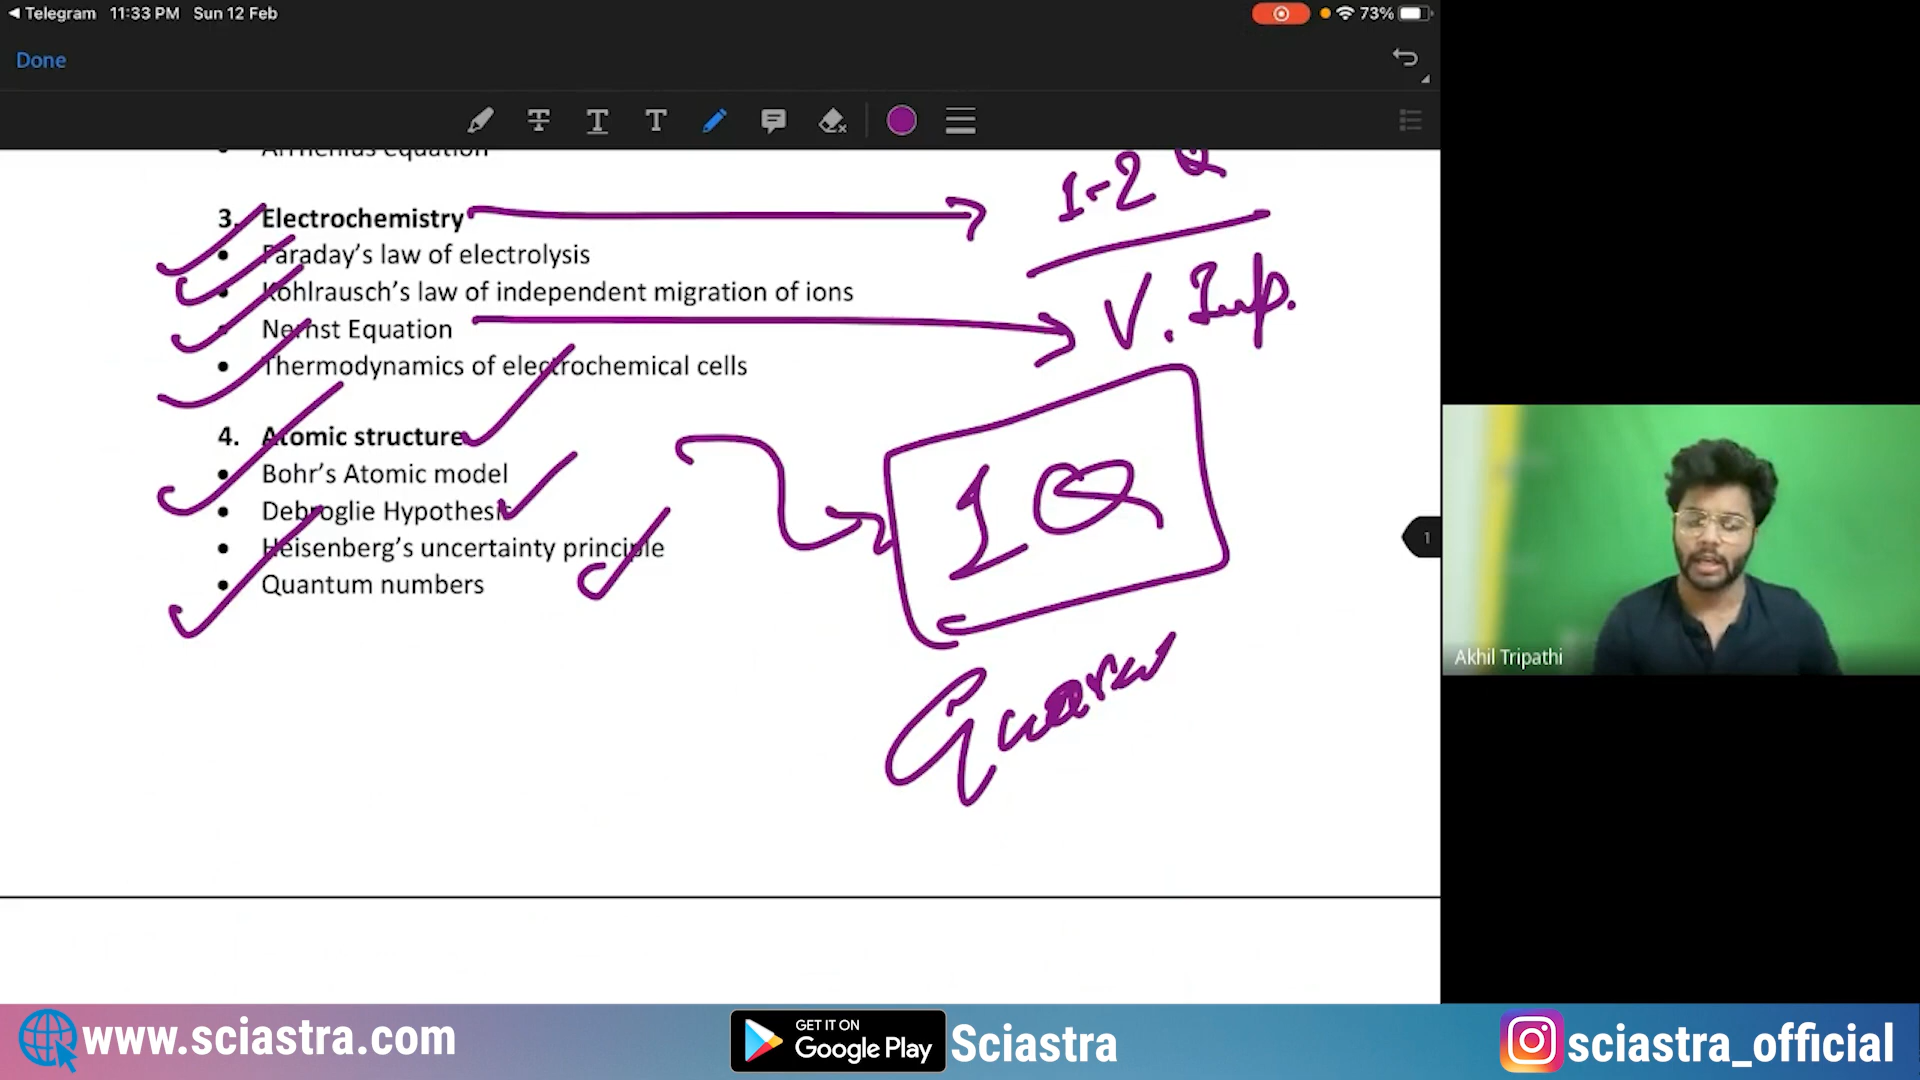 Telegram 11:33 PM Sun 12 Feb
73%
Done
Arrhenius equation
1-2 Q
3. Electrochemistry
• Faraday's law of electrolysis
• Kohlrausch's law of independent migration of ions
V. Imp.
• Nernst Equation
• Thermodynamics of electrochemical cells
4. Atomic structure
• Bohr's Atomic model
• Debroglie Hypothesis
1 Q
• Heisenberg's uncertainty principle
• Quantum numbers
1
Akhil Tripathi
www.sciastra.com
GET IT ON
Google Play
Sciastra
sciastra_official